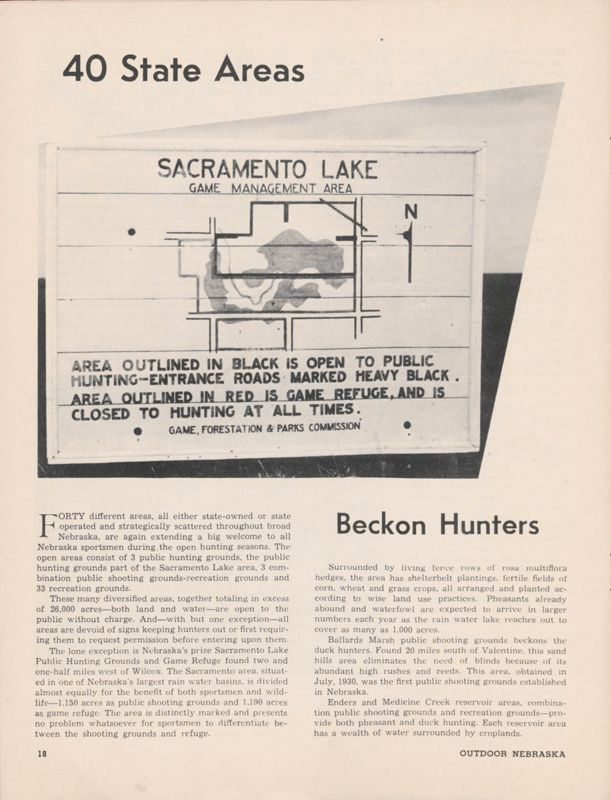 40 State Areas
SACRAMENTO LAKE
GAME MANAGEMENT AREA
N
AREA OUTLINED IN BLACK IS OPEN TO PUBLIC
HUNTING-ENTRANCE ROADS MARKED HEAVY BLACK.
AREA OUTLINED IN RED IS GAME REFUGE, AND IS
CLOSED TO HUNTING AT ALL TIMES.
GAME, FORESTATION & PARKS COMMISSION
FORTY different areas, all either state-owned or state
operated and strategically scattered throughout broad
Nebraska, are again extending a big welcome to all
Nebraska sportsmen during the open hunting seasons. The
open areas consist of 3 public hunting grounds, the public
hunting grounds part of the Sacramento Lake area, 3 com-
bination public shooting grounds-recreation grounds and
33 recreation grounds.
These many diversified areas, together totaling in excess
of 26,000 acres—both land and water—are open to the
public without charge. And—with but one exception—all
areas are devoid of signs keeping hunters out or first requir-
ing them to request permission before entering upon them.
The lone exception is Nebraska's prize Sacramento Lake
Public Hunting Grounds and Game Refuge found two and
one-half miles west of Wilcox. The Sacramento area, situat-
ed in one of Nebraska's largest rain water basins, is divided
almost equally for the benefit of both sportsmen and wild-
life—1,150 acres as public shooting grounds and 1,190 acres
as game refuge. The area is distinctly marked and presents
no problem whatsoever for sportsmen to differentiate be-
tween the shooting grounds and refuge.
Beckon Hunters
Surrounded by living fence rows of rosa multiflora
hedges, the area has shelterbelt plantings, fertile fields of
corn, wheat and grass crops, all arranged and planted ac-
cording to wise land use practices. Pheasants already
abound and waterfowl are expected to arrive in larger
numbers each year as the rain water lake reaches out to
cover as many as 1,000 acres.
Ballards Marsh public shooting grounds beckons the
duck hunters. Found 20 miles south of Valentine, this sand
hills area eliminates the need of blinds because of its
abundant high rushes and reeds. This area, obtained in
July, 1930, was the first public shooting grounds established
in Nebraska.
Enders and Medicine Creek reservoir areas, combina-
tion public shooting grounds and recreation grounds—pro-
vide both pheasant and duck hunting. Each reservoir area
has a wealth of water surrounded by croplands.
18
OUTDOOR NEBRASKA